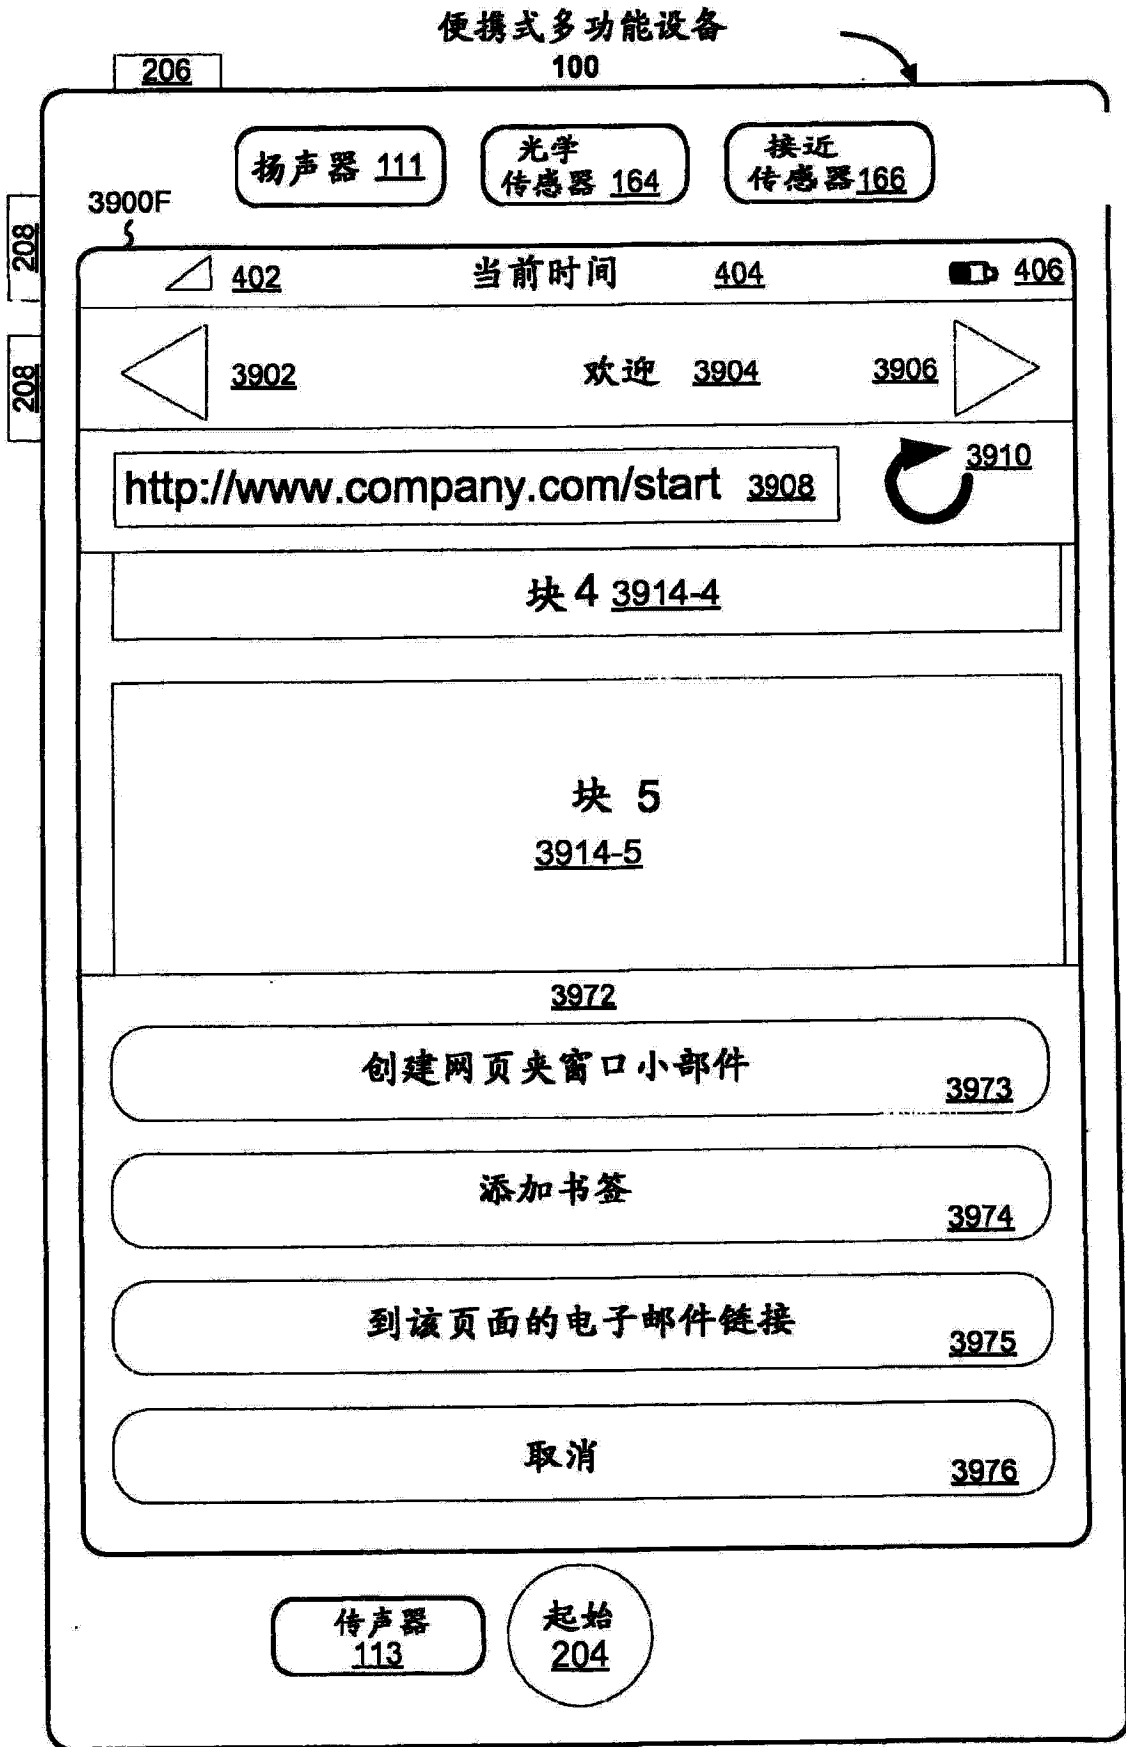 便携式多功能设备
100
206
扬声器 111
光学
传感器 164
接近
传感器 166
3900F
208
208
402
当前时间 404
406
3902
欢迎 3904
3906
http://www.company.com/start 3908
3910
块4 3914-4
块 5
3914-5
3972
创建网页夹窗口小部件
3973
添加书签
3974
到该页面的电子邮件链接
3975
取消
3976
传声器
113
起始
204